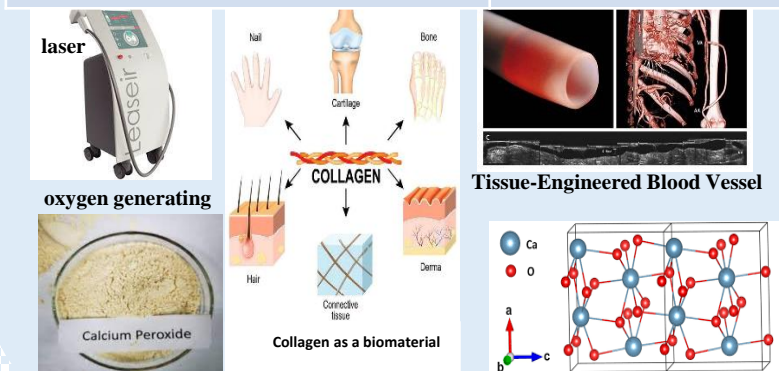 laser
Leaseir
oxygen generating
Calcium Peroxide
Nail
Cartilage
Bone
COLLAGEN
Hair
Connective
tissue
Derma
Collagen as a biomaterial
C
Tissue-Engineered Blood Vessel
Ca
O
a
b
c